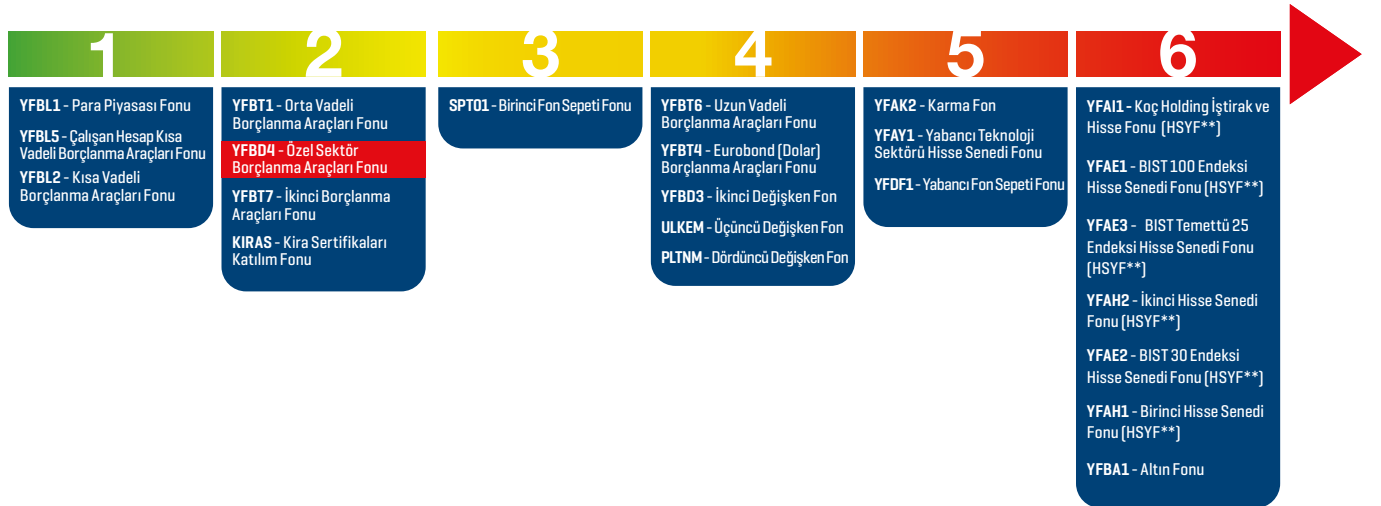 1
YFBL1 - Para Piyasası Fonu
YFBL5 - Çalışan Hesap Kısa
Vadeli Borçlanma Araçları Fonu
YFBL2 - Kısa Vadeli
Borçlanma Araçları Fonu
2
YFBT1 - Orta Vadeli
Borçlanma Araçları Fonu
YFBD4 - Özel Sektör
Borçlanma Araçları Fonu
YFBT7 - İkinci Borçlanma
Araçları Fonu
KIRAS - Kira Sertifikaları
Katılım Fonu
3
SPT01 - Birinci Fon Sepeti Fonu
4
YFBT6 - Uzun Vadeli
Borçlanma Araçları Fonu
YFBT4 - Eurobond (Dolar)
Borçlanma Araçları Fonu
YFBD3 - İkinci Değişken Fon
ULKEM - Üçüncü Değişken Fon
PLTNM - Dördüncü Değişken Fon
5
YFAK2 - Karma Fon
YFAY1 - Yabancı Teknoloji
Sektörü Hisse Senedi Fonu
YFDF1 - Yabancı Fon Sepeti Fonu
6
YFAI1 - Koç Holding İştirak ve
Hisse Fonu (HSYF**)
YFAE1 - BIST 100 Endeksi
Hisse Senedi Fonu (HSYF**)
YFAE3 - BIST Temettü 25
Endeksi Hisse Senedi Fonu
(HSYF**)
YFAH2 - İkinci Hisse Senedi
Fonu (HSYF**)
YFAE2 - BIST 30 Endeksi
Hisse Senedi Fonu (HSYF**)
YFAH1 - Birinci Hisse Senedi
Fonu (HSYF**)
YFBA1 - Altın Fonu